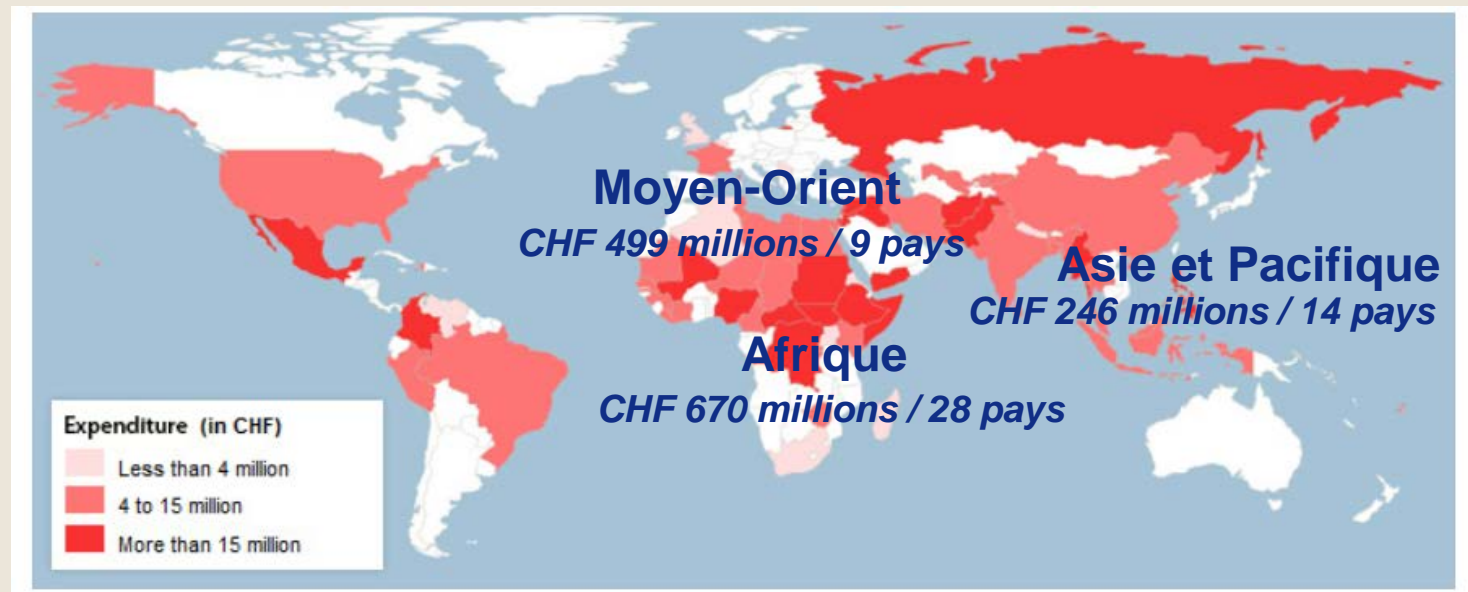 Moyen-Orient
CHF 499 millions / 9 pays
Asie et Pacifique
CHF 246 millions / 14 pays
Afrique
CHF 670 millions / 28 pays
Expenditure (in CHF)
Less than 4 million
4 to 15 million
More than 15 million